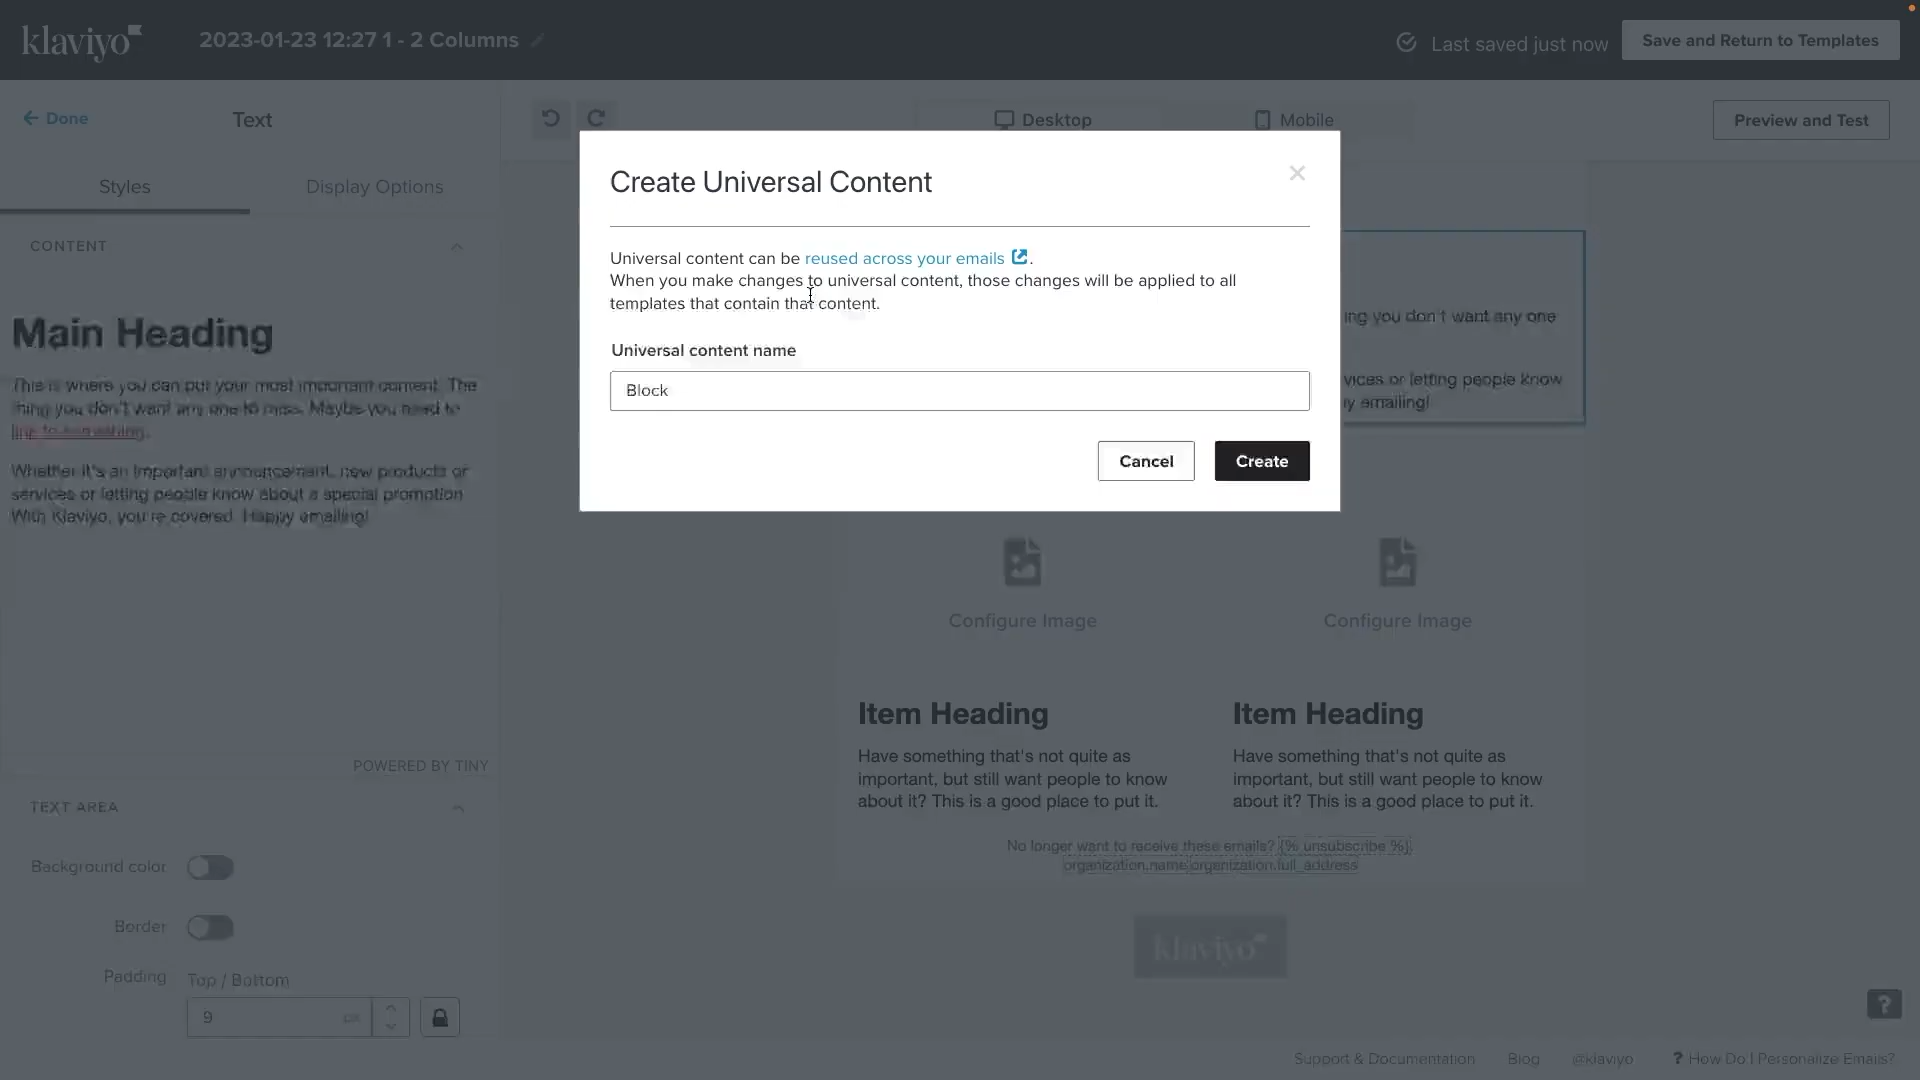 klaviyo
2023-01-23 12:27 1 - 2 Columns
Last saved just now
Save and Return to Templates
Done
Text
Desktop
Mobile
Preview and Test
Styles
Display Options
CONTENT
Main Heading
This is where you can put your most important content. The
thing you don't want any one to miss. Maybe you need to
link to something.
Whether it's an important announcement, new products or
services or letting people know about a special promotion
With Klaviyo, you're covered. Happy emailing!
POWERED BY TINY
TEXT AREA
Background color
Border
Padding
Top / Bottom
9
px
Create Universal Content
Universal content can be reused across your emails .
When you make changes to universal content, those changes will be applied to all
templates that contain that content.
Universal content name
Block
Cancel
Create
ing you don't want any one
vices or letting people know
y emailing!
Configure Image
Configure Image
Item Heading
Have something that's not quite as
important, but still want people to know
about it? This is a good place to put it.
Item Heading
Have something that's not quite as
important, but still want people to know
about it? This is a good place to put it.
No longer want to receive these emails? {% unsubscribe %}.
organization.name organization.full_address
klaviyo
?
Support & Documentation
Blog
@klaviyo
? How Do I Personalize Emails?